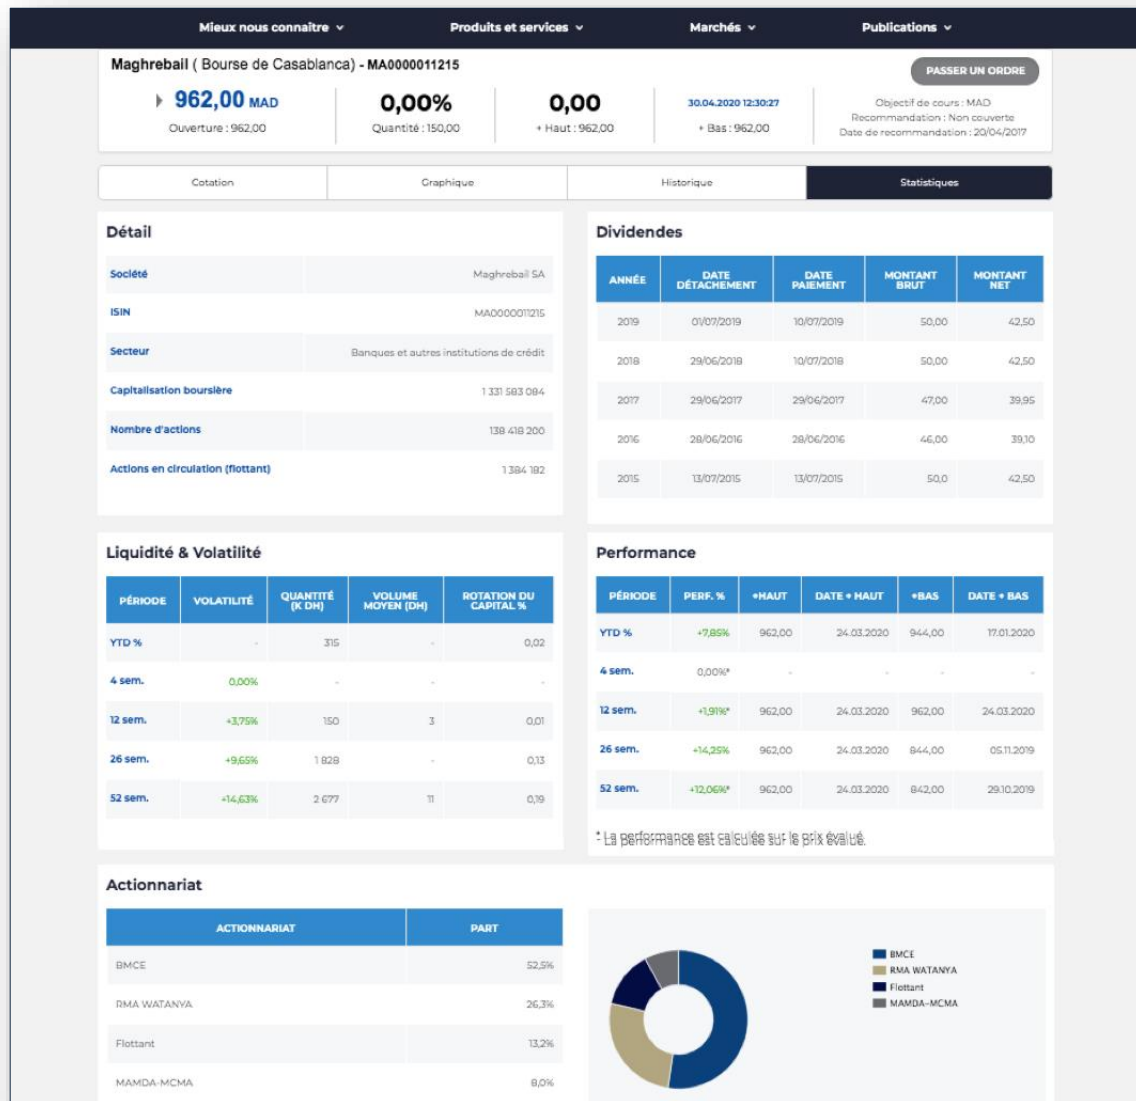 Mieux nous connaître Produits et services Marchés Publications
Maghrebail ( Bourse de Casablanca) - MA0000011215
PASSER UN ORDRE
962,00 MAD 0,00% 0,00 30.04.2020 12:30:27
Ouverture : 962,00 Quantité : 150,00 + Haut : 962,00 + Bas : 962,00
Objectif de cours : MAD
Recommandation : Non couverte
Date de recommandation : 20/04/2017
Cotation Graphique Historique Statistiques
Détail
Société Maghrebail SA
ISIN MA0000011215
Secteur Banques et autres institutions de crédit
Capitalisation boursière 1 331 583 084
Nombre d'actions 138 418 200
Actions en circulation (flottant) 1 384 182
Dividendes
ANNÉE DATE DÉTACHEMENT DATE PAIEMENT MONTANT BRUT MONTANT NET
2019 01/07/2019 10/07/2019 50,00 42,50
2018 29/06/2018 10/07/2018 50,00 42,50
2017 29/06/2017 29/06/2017 47,00 39,95
2016 28/06/2016 28/06/2016 46,00 39,10
2015 13/07/2015 13/07/2015 50,0 42,50
Liquidité & Volatilité
PÉRIODE VOLATILITÉ QUANTITÉ (K DH) VOLUME MOYEN (DH) ROTATION DU CAPITAL %
YTD % - 315 - 0,02
4 sem. 0,00% - - -
12 sem. +3,75% 150 3 0,01
26 sem. +9,65% 1 828 - 0,13
52 sem. +14,63% 2 677 11 0,19
Performance
PÉRIODE PERF. % +HAUT DATE + HAUT +BAS DATE + BAS
YTD % +7,85% 962,00 24.03.2020 944,00 17.01.2020
4 sem. 0,00%* - - - -
12 sem. +1,91%* 962,00 24.03.2020 962,00 24.03.2020
26 sem. +14,25% 962,00 24.03.2020 844,00 05.11.2019
52 sem. +12,06%* 962,00 24.03.2020 842,00 29.10.2019
* La performance est calculée sur le prix évalué.
- La performance est calculée sur le prix évalué.
Actionnariat
ACTIONNARIAT PART
BMCE 52,5%
RMA WATANYA 26,3%
Flottant 13,2%
MAMDA-MCMA 8,0%
BMCE
RMA WATANYA
Flottant
MAMDA-MCMA